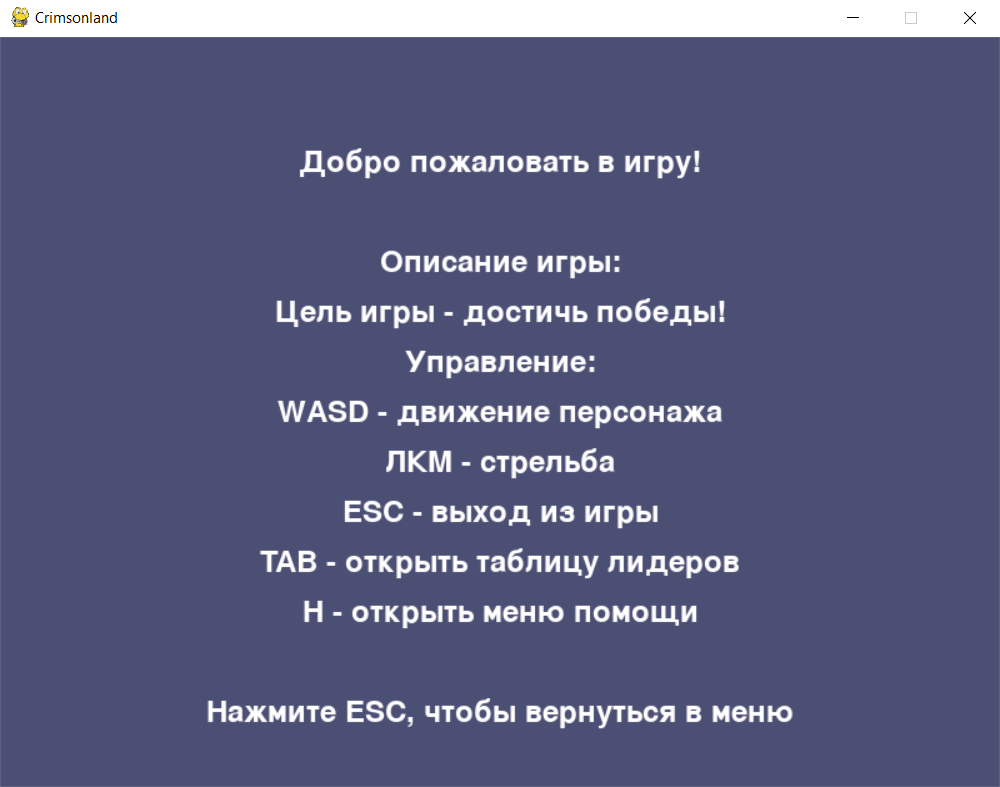 Crimsonland
Добро пожаловать в игру!
Описание игры:
Цель игры - достичь победы!
Управление:
WASD - движение персонажа
ЛКМ - стрельба
ESC - выход из игры
TAB - открыть таблицу лидеров
H - открыть меню помощи
Нажмите ESC, чтобы вернуться в меню